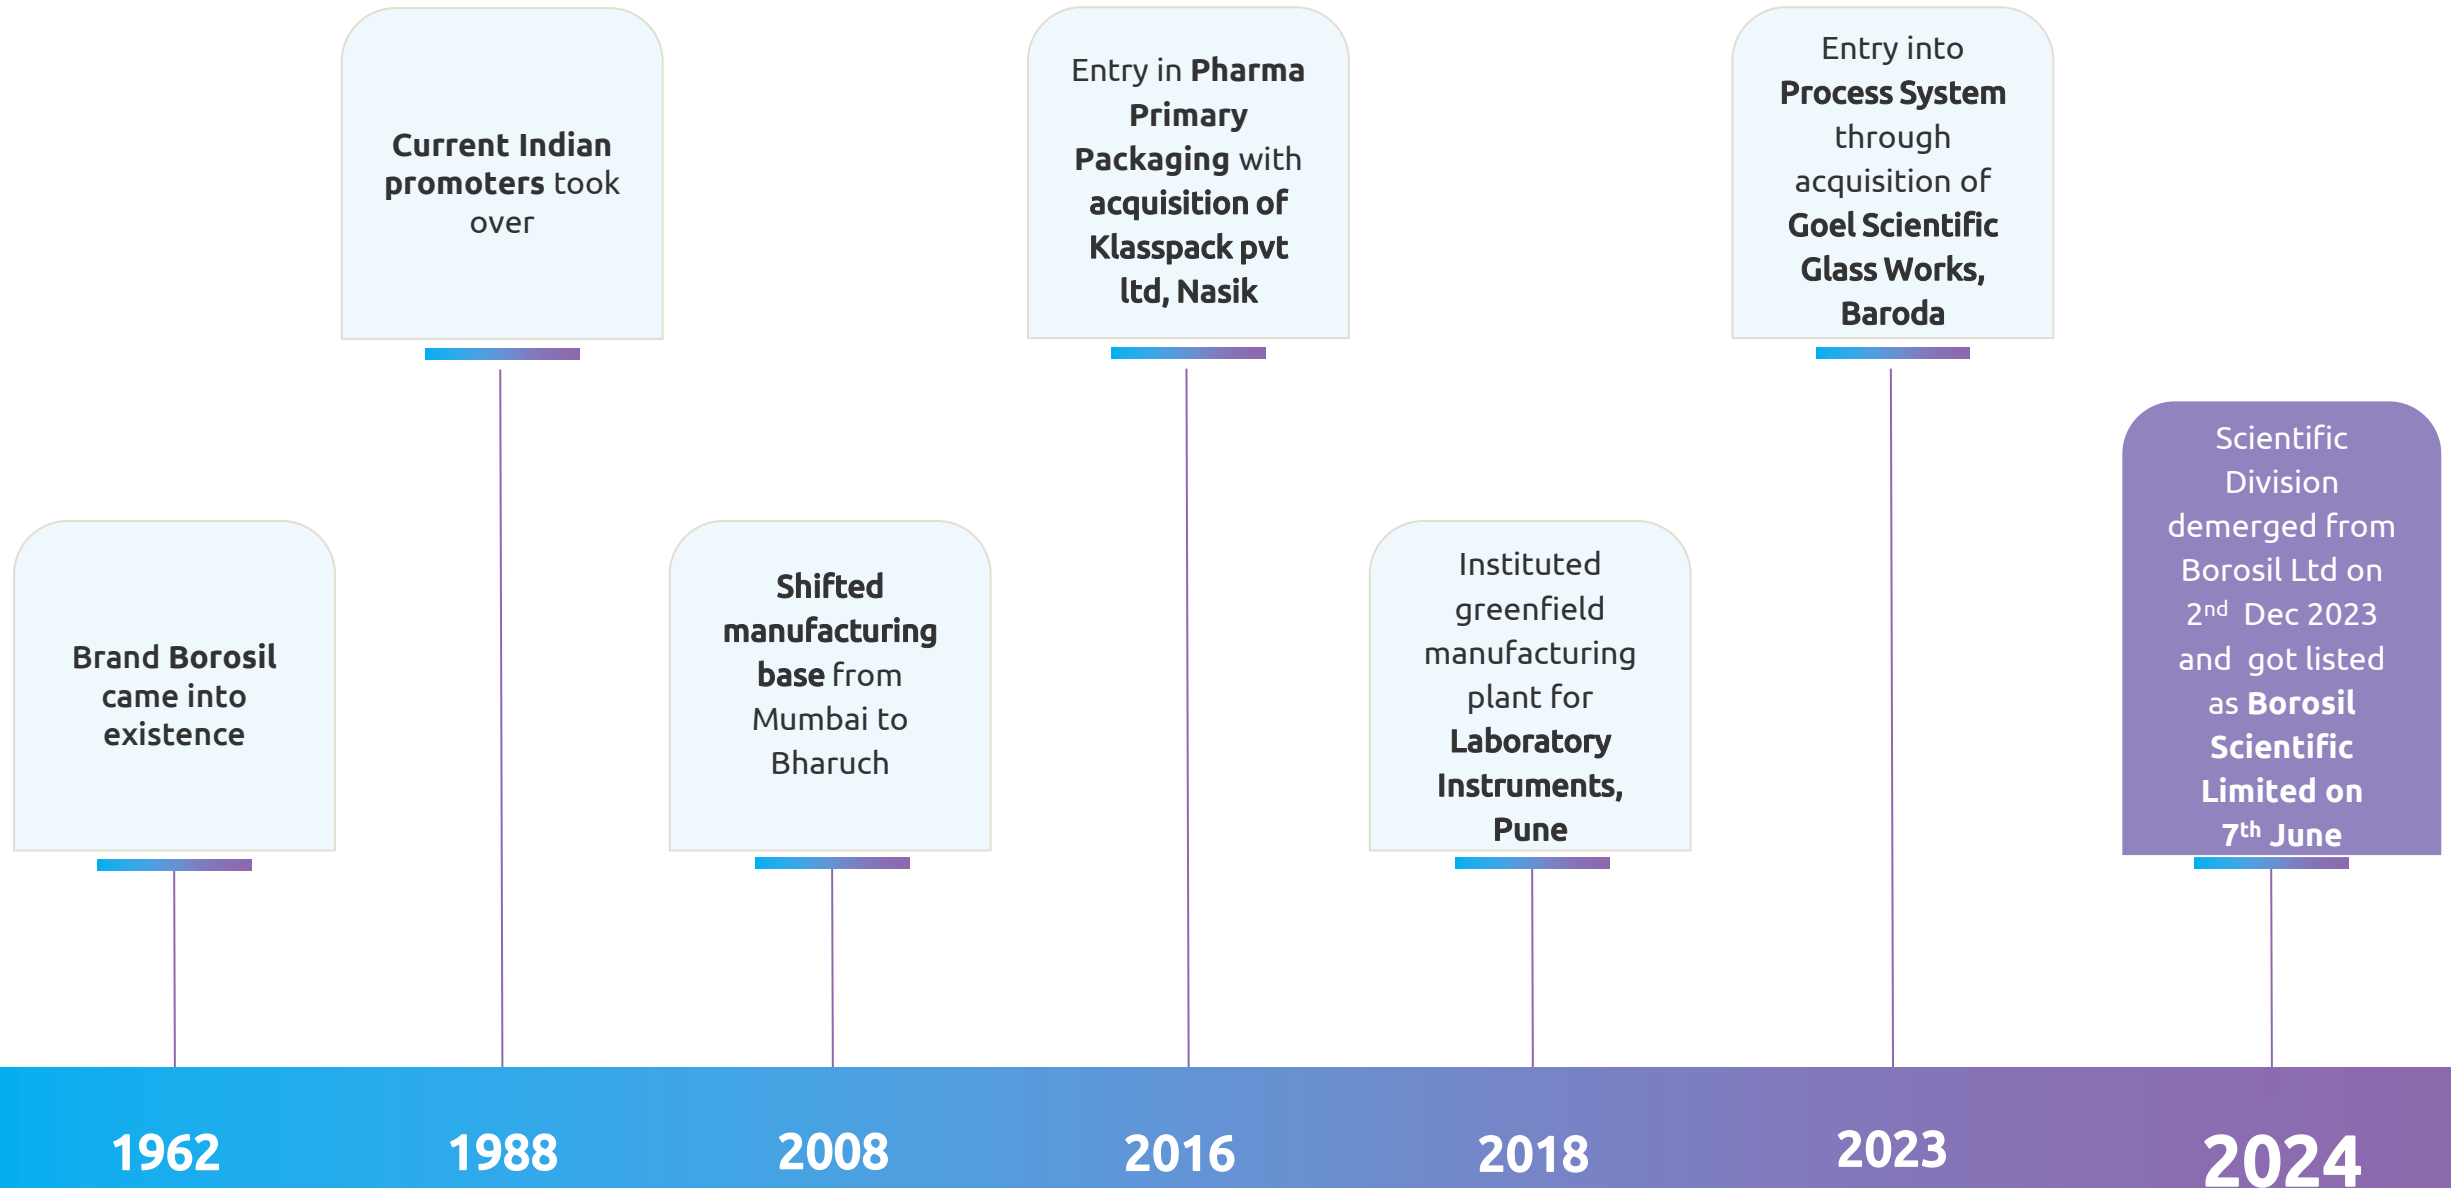 Brand Borosil
came into
existence
Current Indian
promoters took
over
Shifted
manufacturing
base from
Mumbai to
Bharuch
Entry in Pharma
Primary
Packaging with
acquisition of
Klasspack pvt
ltd, Nasik
Instituted
greenfield
manufacturing
plant for
Laboratory
Instruments,
Pune
Entry into
Process System
through
acquisition of
Goel Scientific
Glass Works,
Baroda
Scientific
Division
demerged from
Borosil Ltd on
2nd Dec 2023
and got listed
as Borosil
Scientific
Limited on
7th June
1962
1988
2008
2016
2018
2023
2024